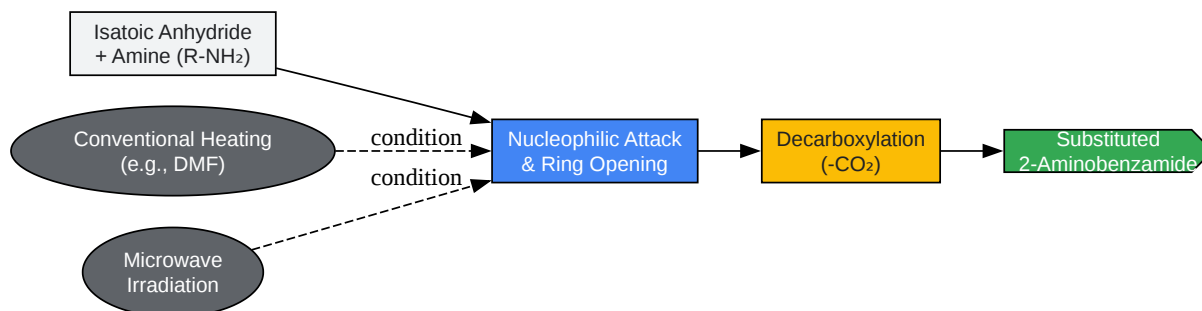 Isatoic Anhydride
+ Amine (R-NH₂)
Conventional Heating
(e.g., DMF)
condition
condition
Nucleophilic Attack
& Ring Opening
Decarboxylation
(-CO₂)
Substituted
2-Aminobenzamide
Microwave
Irradiation